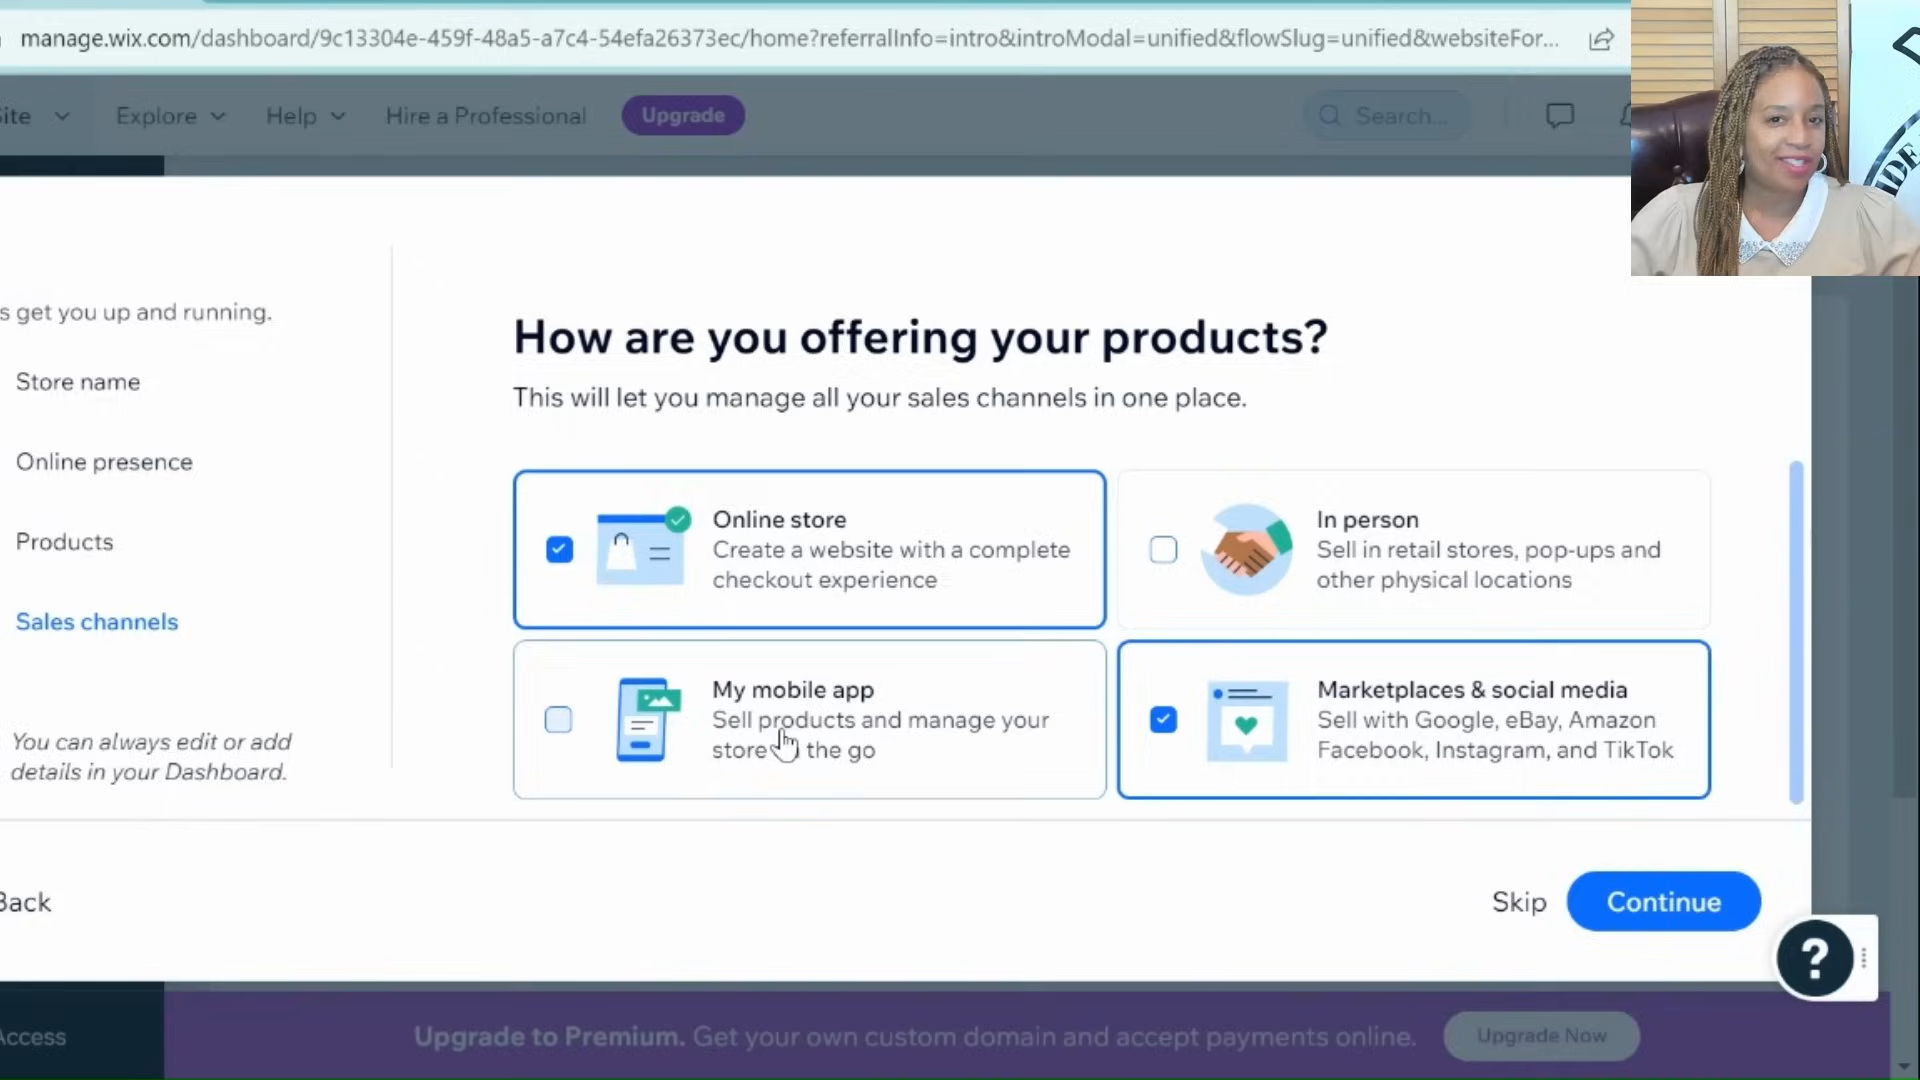 manage.wix.com/dashboard/9c13304e-459f-48a5-a7c4-54efa26373ec/home?referralInfo=intro&introModal=unified&flowSlug=unified&websiteFor...
Site Explore Help Hire a Professional Upgrade Search...
s get you up and running.
Store name
Online presence
Products
Sales channels
You can always edit or add
details in your Dashboard.
How are you offering your products?
This will let you manage all your sales channels in one place.
Online store
Create a website with a complete
checkout experience
In person
Sell in retail stores, pop-ups and
other physical locations
My mobile app
Sell products and manage your
store the go
Marketplaces & social media
Sell with Google, eBay, Amazon
Facebook, Instagram, and TikTok
Back Skip Continue
?
Access
Upgrade to Premium. Get your own custom domain and accept payments online. Upgrade Now